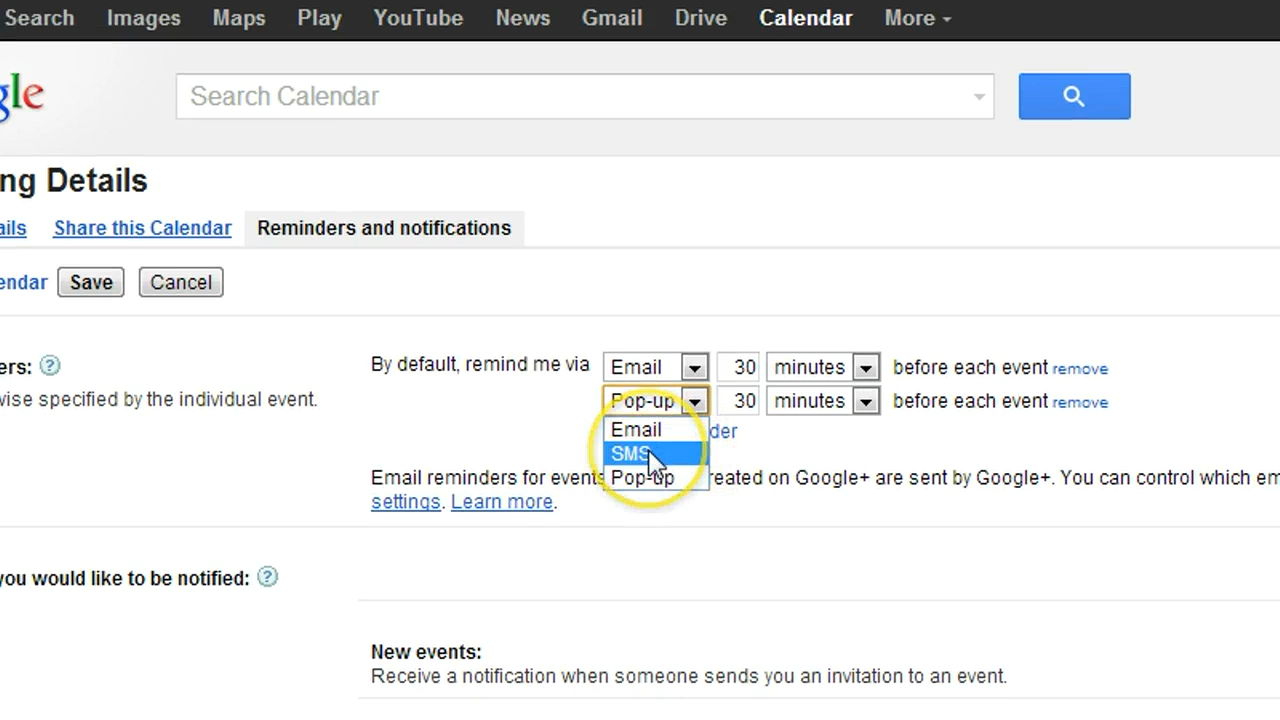 Search Images Maps Play YouTube News Gmail Drive Calendar More
gle Search Calendar
ng Details
ails Share this Calendar Reminders and notifications
endar Save Cancel
ers: By default, remind me via Email 30 minutes before each event remove
wise specified by the individual event. Pop-up 30 minutes before each event remove
Email der
SMS
Email reminders for events Pop-up reated on Google+ are sent by Google+. You can control which em
settings. Learn more.
you would like to be notified:
New events:
Receive a notification when someone sends you an invitation to an event.